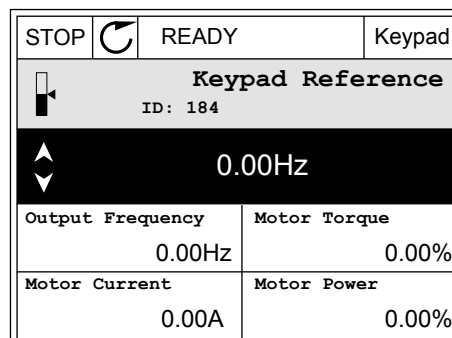 STOP READY Keypad
Keypad Reference
ID: 184
0.00Hz
Output Frequency Motor Torque
0.00Hz 0.00%
Motor Current Motor Power
0.00A 0.00%